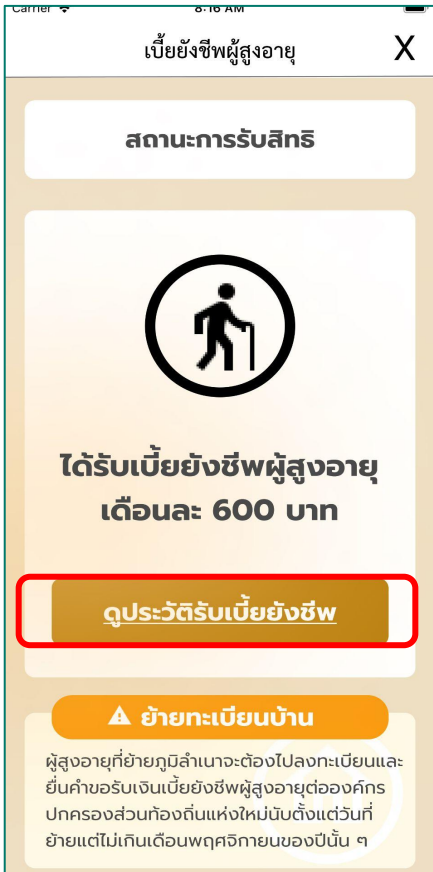 Carrier 8:16 AM
เบี้ยยังชีพผู้สูงอายุ X
สถานะการรับสิทธิ
ได้รับเบี้ยยังชีพผู้สูงอายุ
เดือนละ 600 บาท
ดูประวัติรับเบี้ยยังชีพ
ย้ายทะเบียนบ้าน
ผู้สูงอายุที่ย้ายภูมิลำเนาจะต้องไปลงทะเบียนและ
ยื่นคำขอรับเงินเบี้ยยังชีพผู้สูงอายุต่อองค์กร
ปกครองส่วนท้องถิ่นแห่งใหม่นับตั้งแต่วันที่
ย้ายแต่ไม่เกินเดือนพฤศจิกายนของปีนั้น ๆ